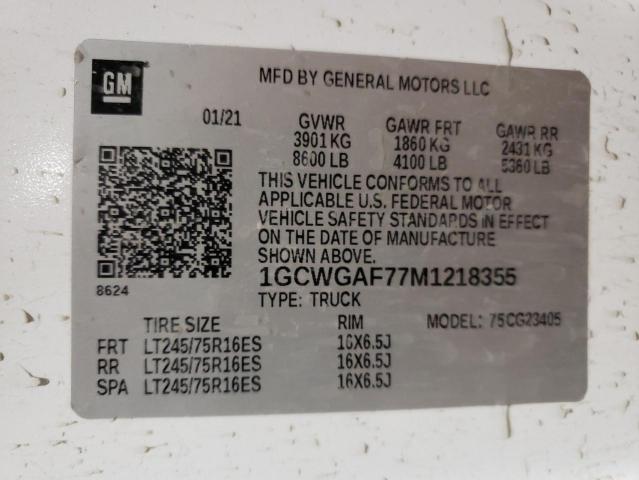 GM
MFD BY GENERAL MOTORS LLC
01/21 GVWR GAWR FRT GAWR RR
3901 KG 1860 KG 2431 KG
8600 LB 4100 LB 5360 LB
THIS VEHICLE CONFORMS TO ALL
APPLICABLE U.S. FEDERAL MOTOR
VEHICLE SAFETY STANDARDS IN EFFECT
ON THE DATE OF MANUFACTURE
SHOWN ABOVE.
8624 1GCWGAF77M1218355
TYPE: TRUCK
TIRE SIZE RIM MODEL: 75CG23405
FRT LT245/75R16ES 16X6.5J
RR LT245/75R16ES 16X6.5J
SPA LT245/75R16ES 16X6.5J